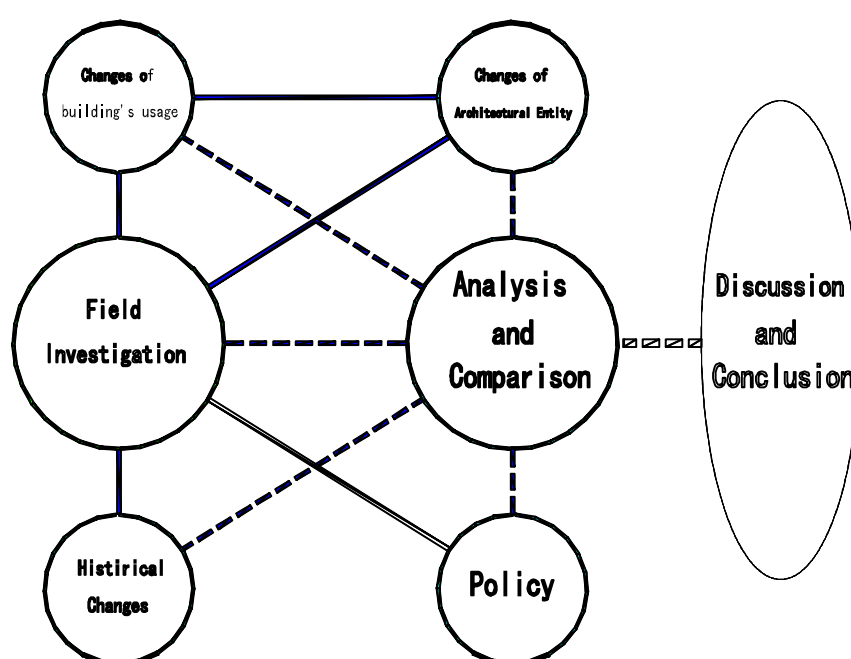 Changes of
building's usage
Changes of
Architectural Entity
Field
Investigation
Analysis
and
Comparison
Discussion
and
Conclusion
Histirical
Changes
Policy